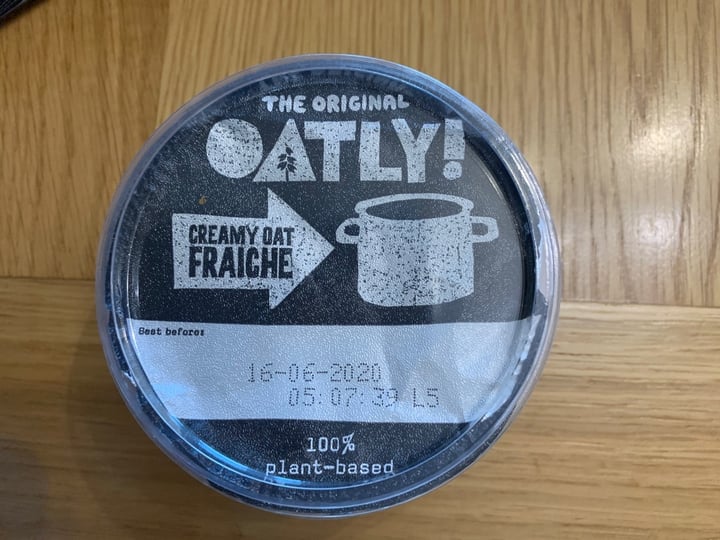 THE ORIGINAL
OATLY!
CREAMY OAT
FRAICHE
Best before:
16-06-2020
05:07:39 L5
100%
plant-based